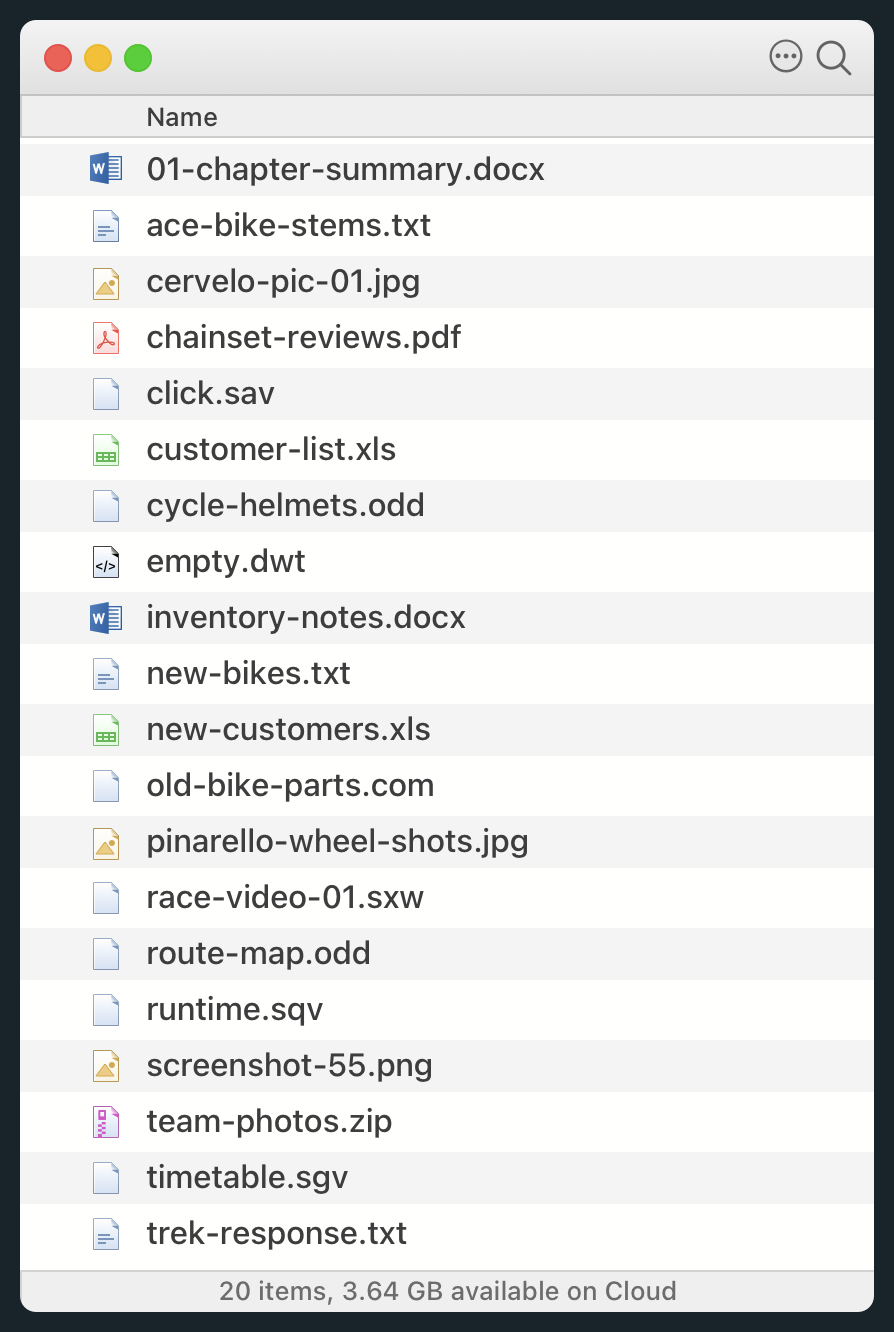 Name
01-chapter-summary.docx
ace-bike-stems.txt
cervelo-pic-01.jpg
chainset-reviews.pdf
click.sav
customer-list.xls
cycle-helmets.odd
empty.dwt
inventory-notes.docx
new-bikes.txt
new-customers.xls
old-bike-parts.com
pinarello-wheel-shots.jpg
race-video-01.sxw
route-map.odd
runtime.sqv
screenshot-55.png
team-photos.zip
timetable.sgv
trek-response.txt
20 items, 3.64 GB available on Cloud